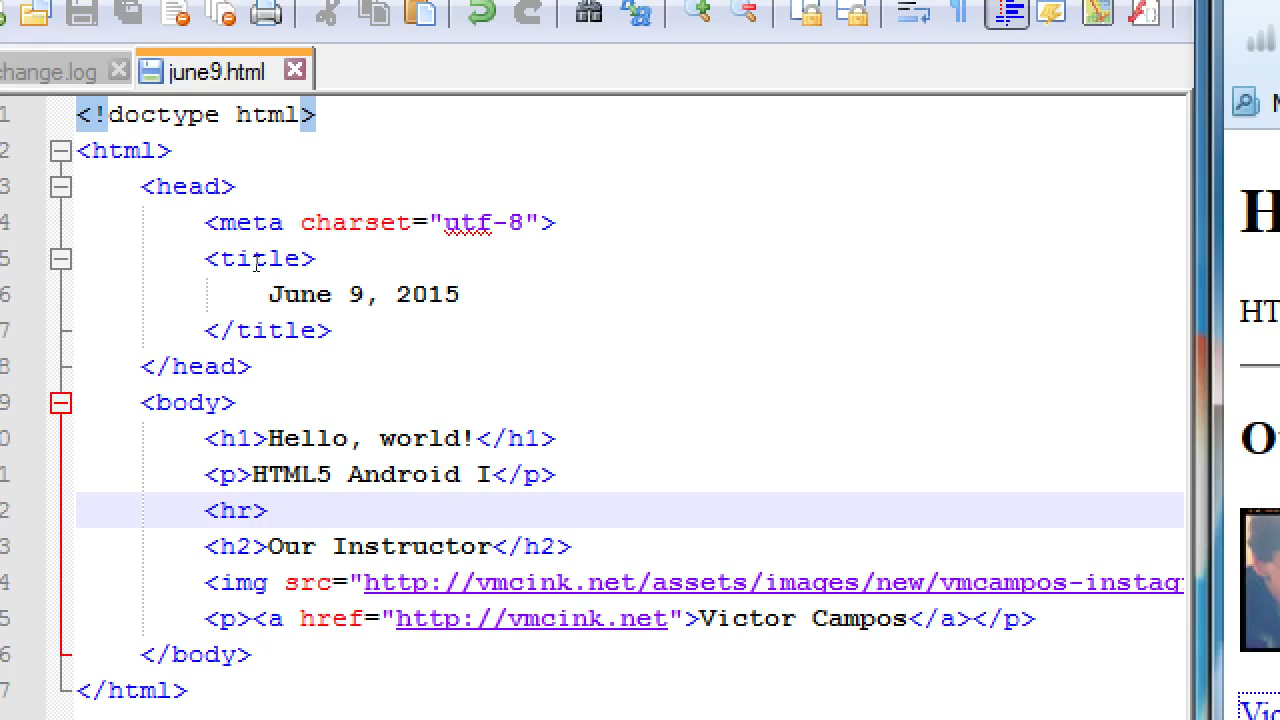 change.log
june9.html
1 <!doctype html>
2 <html>
3 <head>
4 <meta charset="utf-8">
5 <title>
6 June 9, 2015
7 </title>
8 </head>
9 <body>
0 <h1>Hello, world!</h1>
1 <p>HTML5 Android I</p>
2 <hr>
3 <h2>Our Instructor</h2>
4 <img src="http://vmcink.net/assets/images/new/vmcampos-instag
5 <p><a href="http://vmcink.net">Victor Campos</a></p>
6 </body>
7 </html>
H
HT
Vic